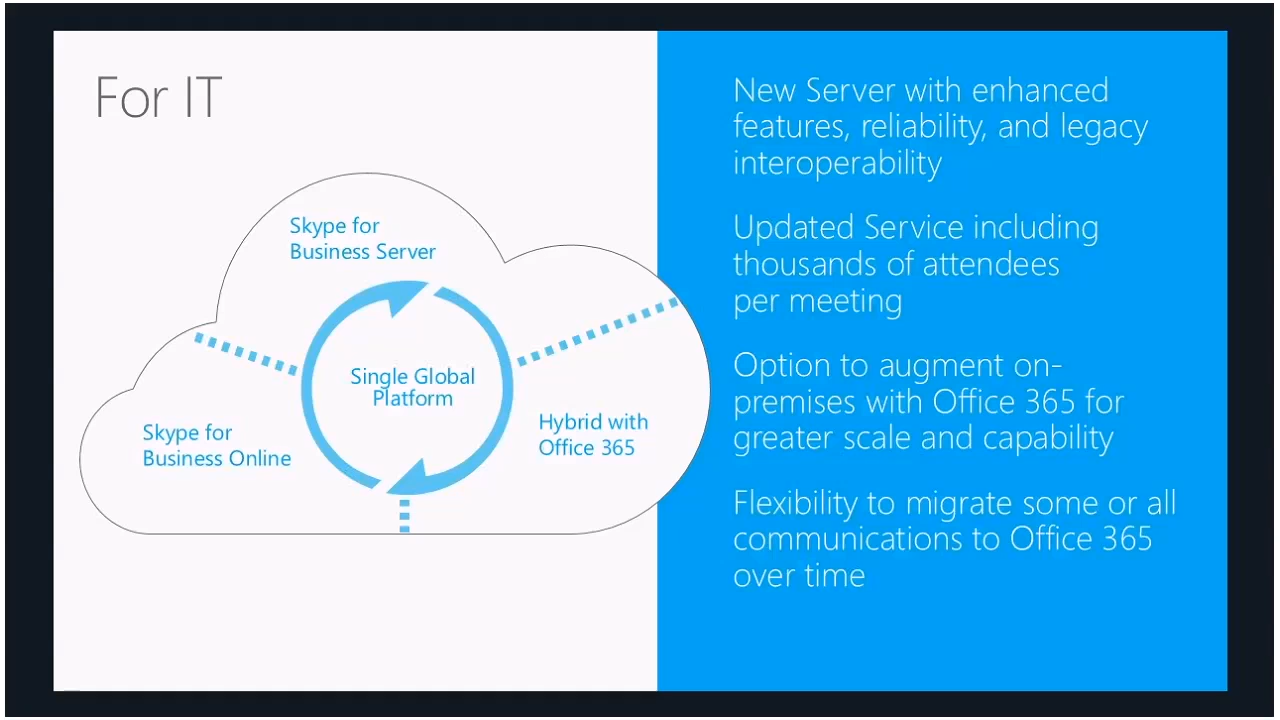 For IT
Skype for
Business Server
Single Global
Platform
Skype for
Business Online
Hybrid with
Office 365
New Server with enhanced
features, reliability, and legacy
interoperability
Updated Service including
thousands of attendees
per meeting
Option to augment on-
premises with Office 365 for
greater scale and capability
Flexibility to migrate some or all
communications to Office 365
over time